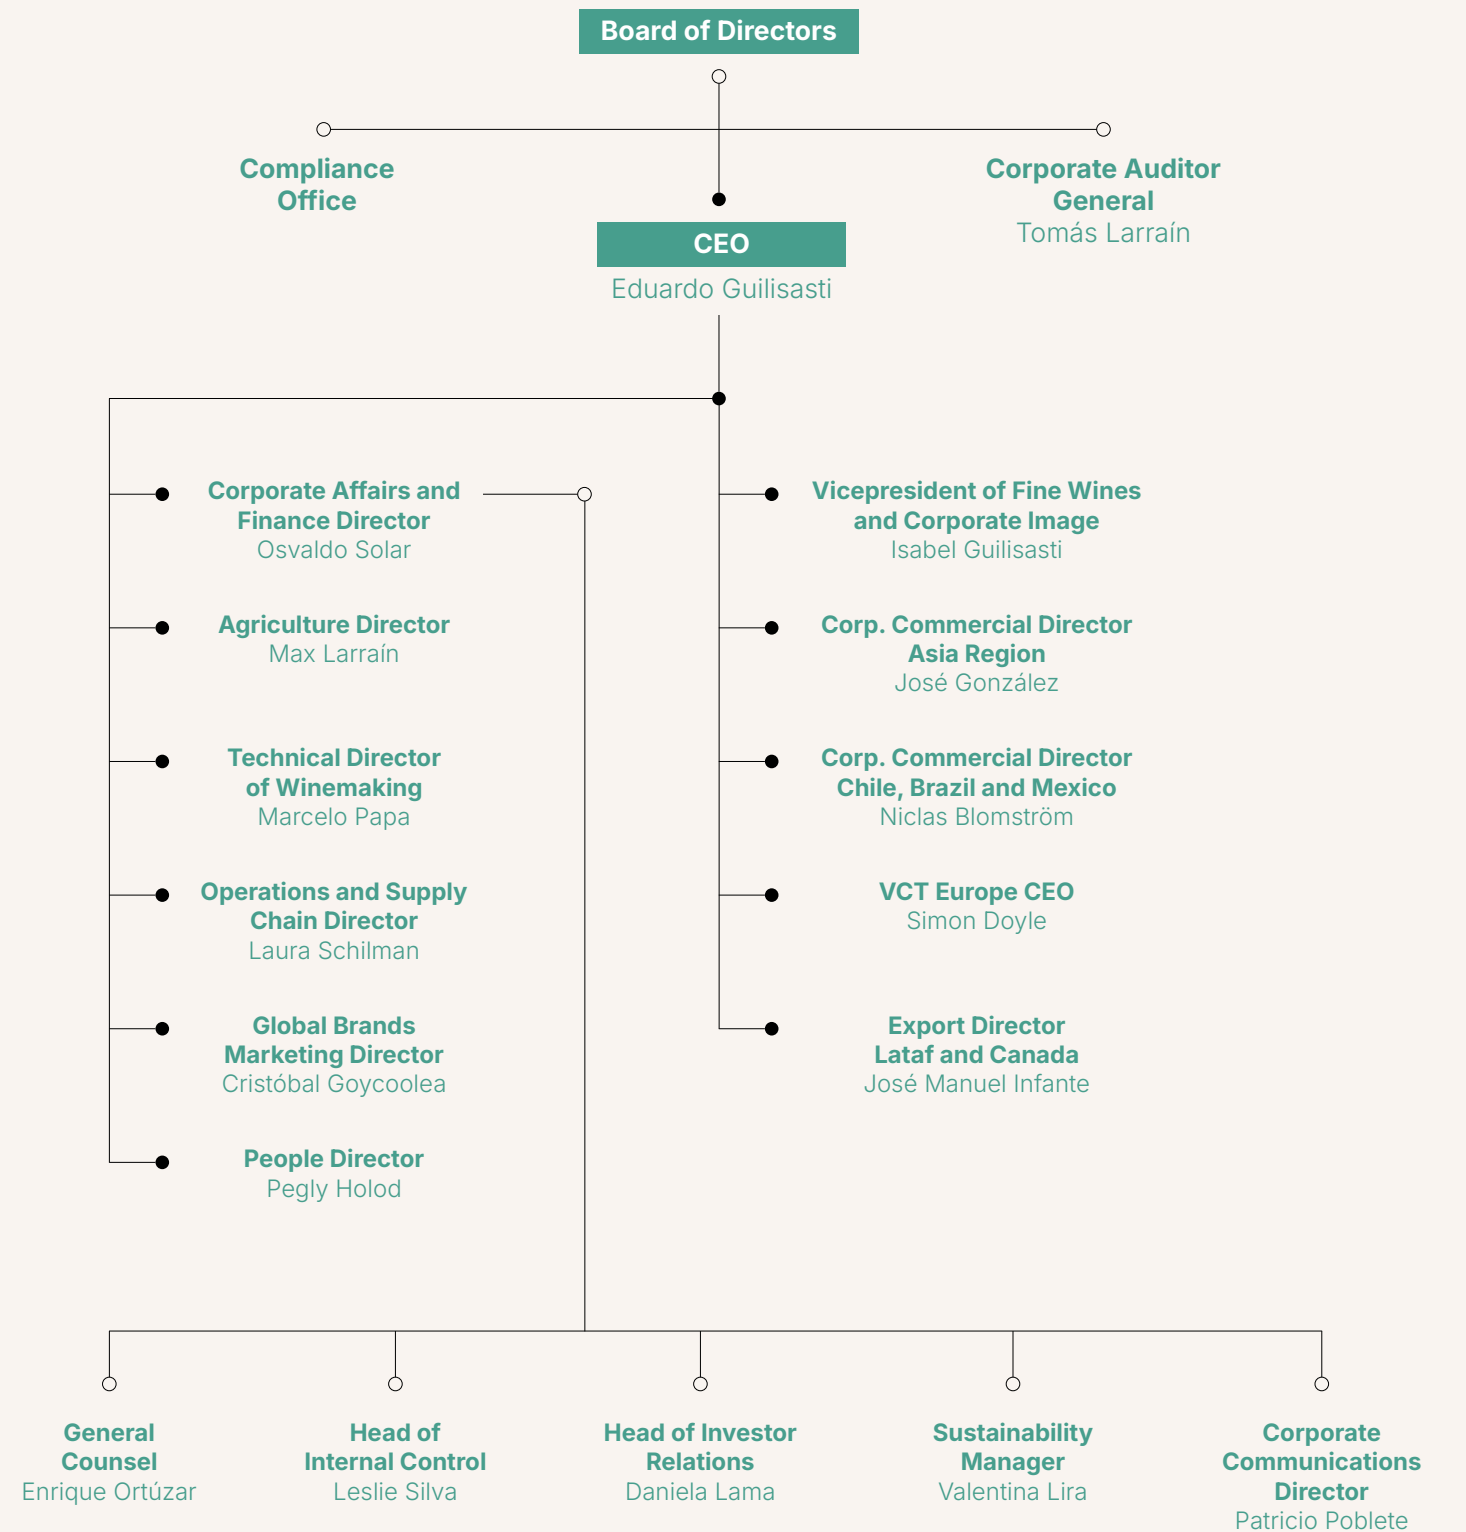 Board of Directors
Compliance
Office
Corporate Auditor
General
Tomás Larraín
CEO
Eduardo Guilisasti
Corporate Affairs and
Finance Director
Osvaldo Solar
Agriculture Director
Max Larraín
Technical Director
of Winemaking
Marcelo Papa
Operations and Supply
Chain Director
Laura Schilman
Global Brands
Marketing Director
Cristóbal Goycoolea
People Director
Pegly Holod
Vicepresident of Fine Wines
and Corporate Image
Isabel Guilisasti
Corp. Commercial Director
Asia Region
José González
Corp. Commercial Director
Chile, Brazil and Mexico
Niclas Blomström
VCT Europe CEO
Simon Doyle
Export Director
Lataf and Canada
José Manuel Infante
General
Counsel
Enrique Ortúzar
Head of
Internal Control
Leslie Silva
Head of Investor
Relations
Daniela Lama
Sustainability
Manager
Valentina Lira
Corporate
Communications
Director
Patricio Poblete